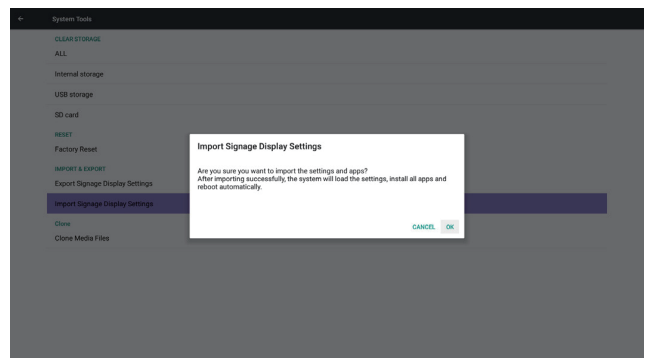 System Tools
CLEAR STORAGE
ALL
Internal storage
USB storage
SD card
RESET
Factory Reset
IMPORT & EXPORT
Export Signage Display Settings
Import Signage Display Settings
Clone
Clone Media Files
Import Signage Display Settings
Are you sure you want to import the settings and apps?
After importing successfully, the system will load the settings, install all apps and
reboot automatically.
CANCEL OK